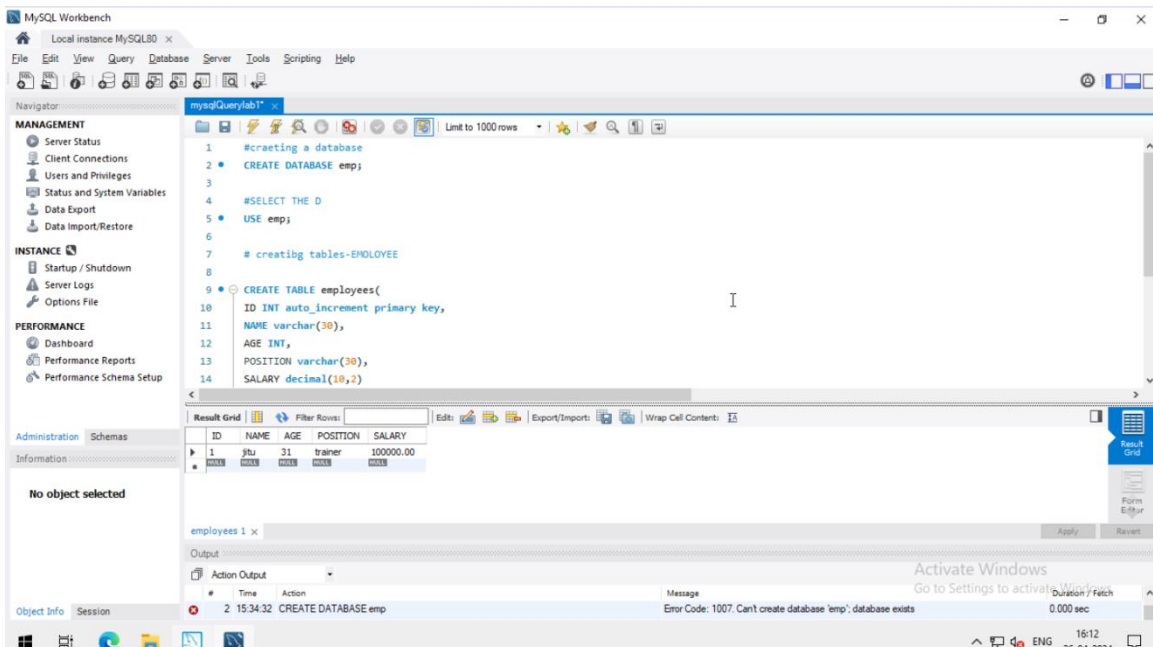 MySQL Workbench
Local instance MySQL80
File Edit View Query Database Server Tools Scripting Help
Navigator
mysqlQuerylab1*
MANAGEMENT
Server Status
Client Connections
Users and Privileges
Status and System Variables
Data Export
Data Import/Restore
INSTANCE
Startup / Shutdown
Server Logs
Options File
PERFORMANCE
Dashboard
Performance Reports
Performance Schema Setup
Administration Schemas
Information
No object selected
Object Info Session
Limit to 1000 rows
1 #craeting a database
2 CREATE DATABASE emp;
3
4 #SELECT THE D
5 USE emp;
6
7 # creatibg tables-EMOLOYEE
8
9 CREATE TABLE employees(
10 ID INT auto_increment primary key,
11 NAME varchar(30),
12 AGE INT,
13 POSITION varchar(30),
14 SALARY decimal(10,2)
Result Grid Filter Rows: Edit: Export/Import: Wrap Cell Content:
ID NAME AGE POSITION SALARY
1 jitu 31 trainer 100000.00
NULL NULL NULL NULL NULL
Result Grid
Form Editor
employees 1 Apply Revert
Output
Action Output
Activate Windows
Go to Settings to activate Windows.
# Time Action Message Duration / Fetch
2 15:34:32 CREATE DATABASE emp Error Code: 1007. Can't create database 'emp'; database exists 0.000 sec
ENG 16:12